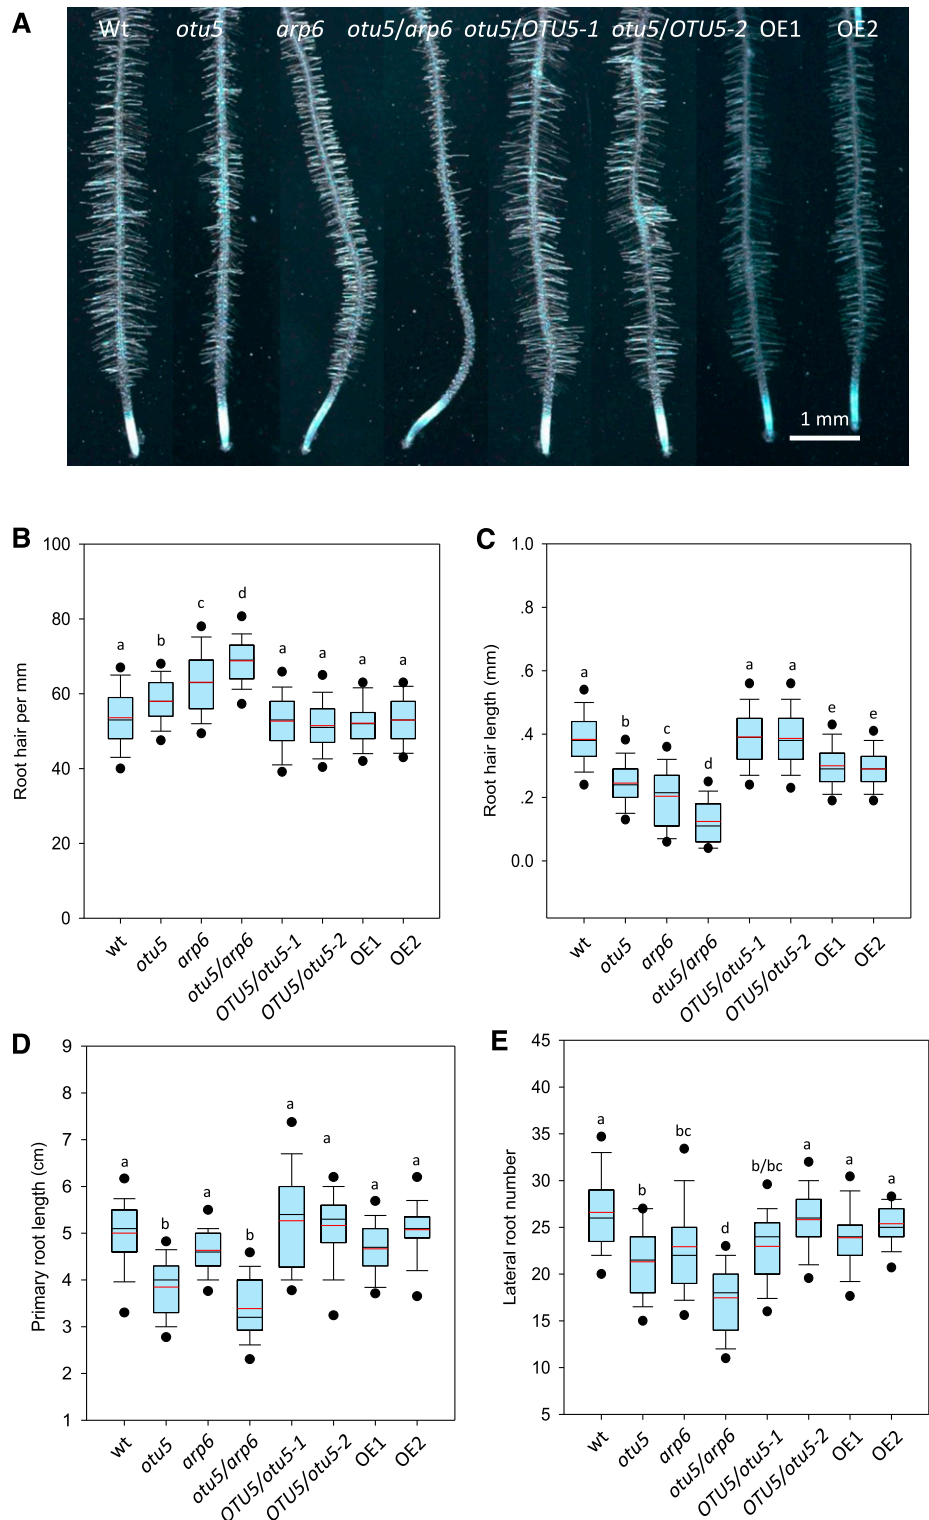 A
Wt otu5 arp6 otu5/arp6 otu5/OTU5-1 otu5/OTU5-2 OE1 OE2
1 mm
B
Root hair per mm
100
80
60
40
20
0
a b c d a a a a
wt otu5 arp6 otu5/arp6 OTU5/otu5-1 OTU5/otu5-2 OE1 OE2
C
Root hair length (mm)
1.0
.8
.6
.4
.2
0.0
a b c d a a e e
wt otu5 arp6 otu5/arp6 OTU5/otu5-1 OTU5/otu5-2 OE1 OE2
D
Primary root length (cm)
9
8
7
6
5
4
3
2
1
a b a b a a a a
wt otu5 arp6 otu5/arp6 OTU5/otu5-1 OTU5/otu5-2 OE1 OE2
E
Lateral root number
45
40
35
30
25
20
15
10
5
a b bc d b/bc a a a
wt otu5 arp6 otu5/arp6 OTU5/otu5-1 OTU5/otu5-2 OE1 OE2